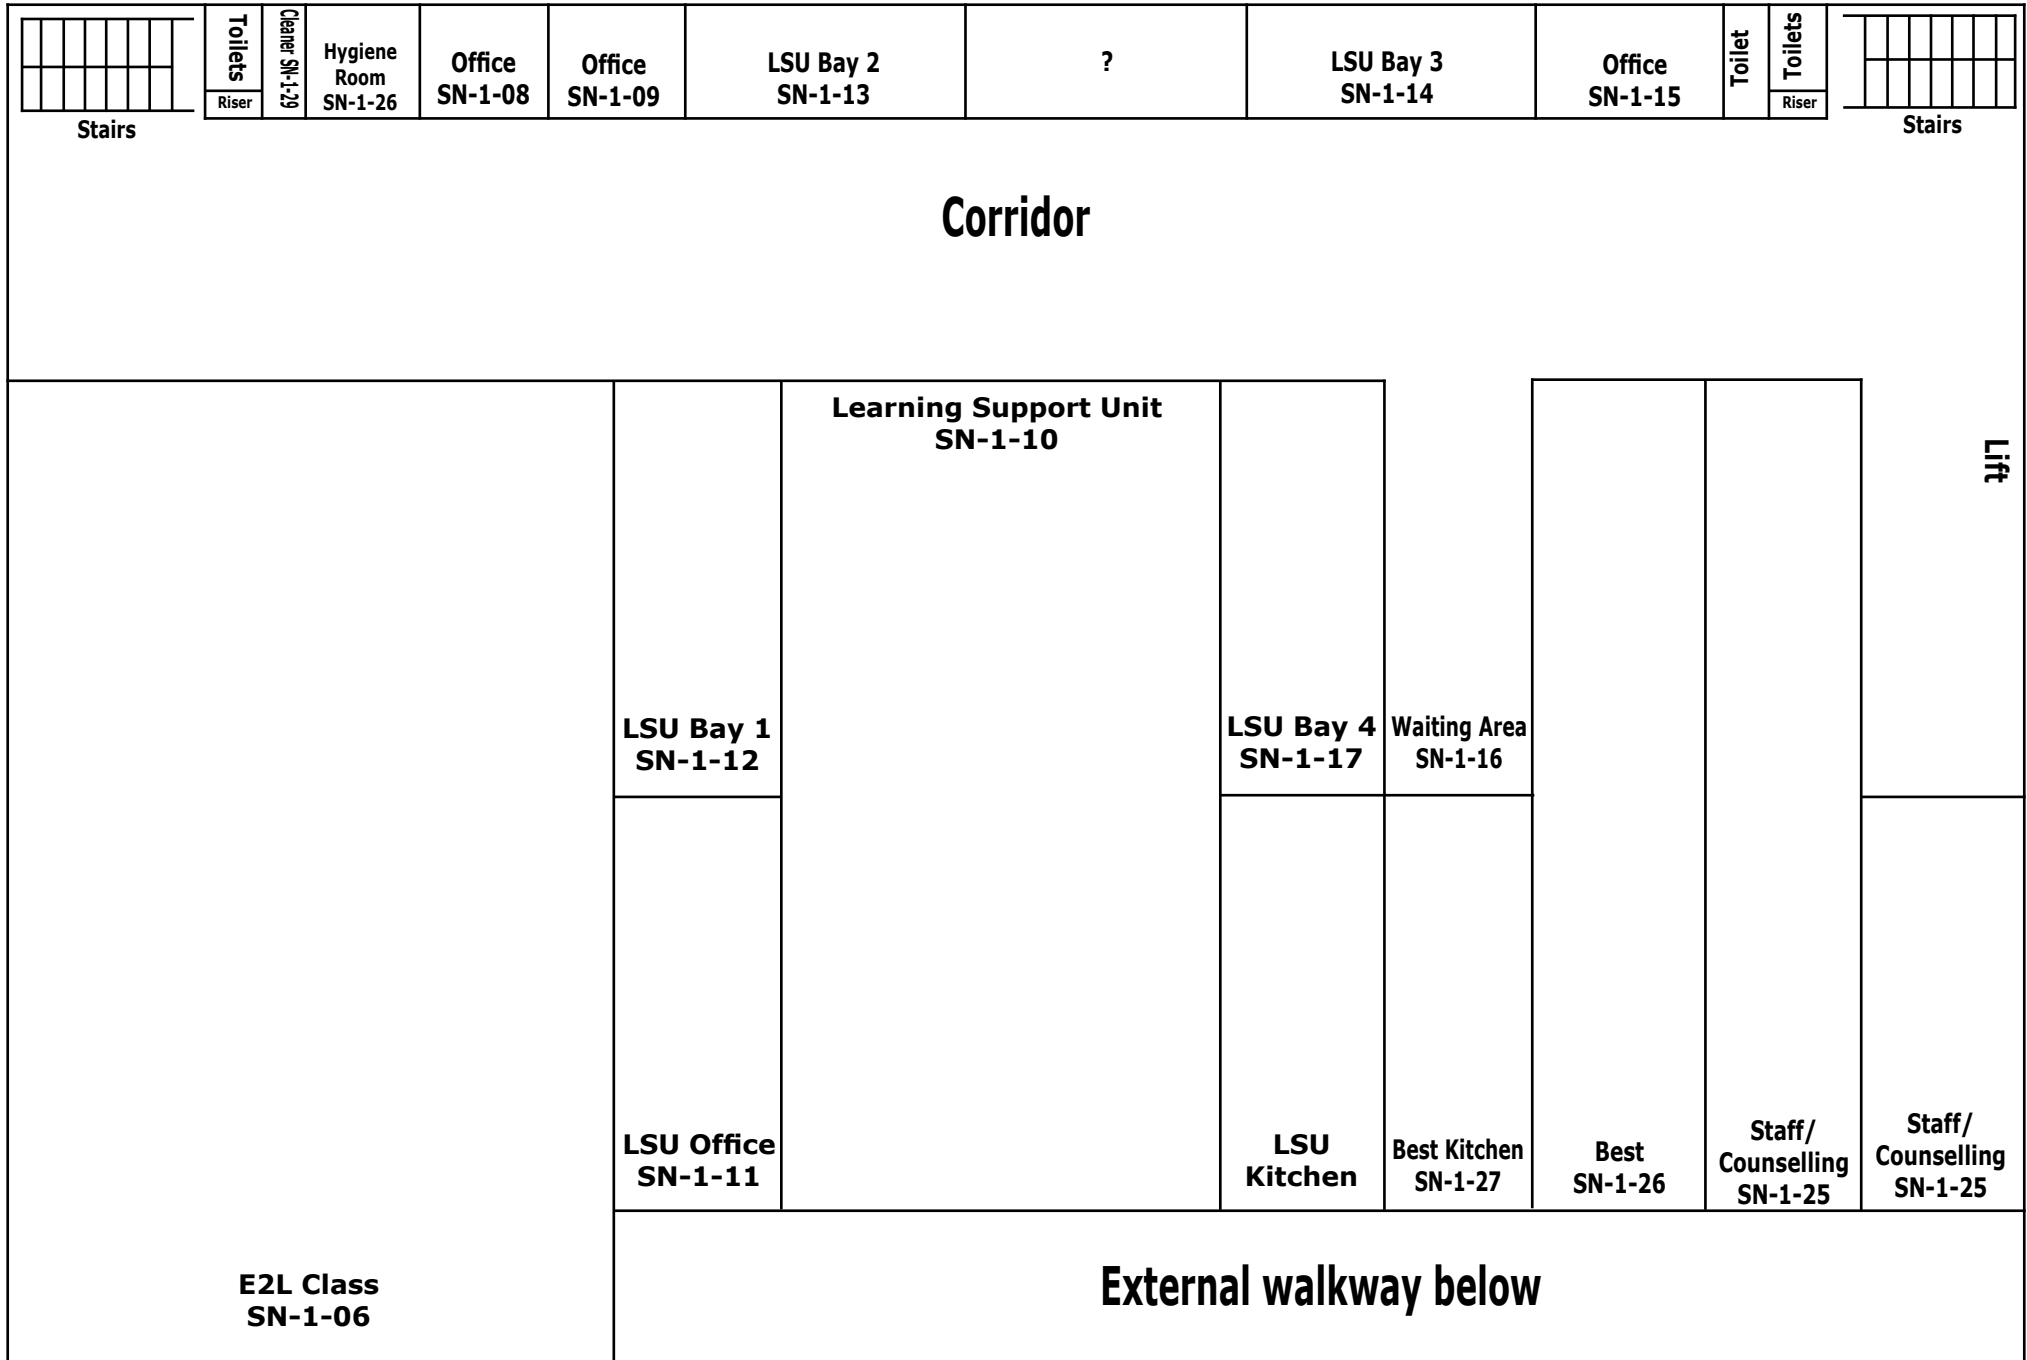 Toilets
Riser
Cleaner SN-1-29
Hygiene
Room
SN-1-26
Office
SN-1-08
Office
SN-1-09
LSU Bay 2
SN-1-13
?
LSU Bay 3
SN-1-14
Office
SN-1-15
Toilet
Toilets
Riser
Stairs
Stairs
Corridor
Learning Support Unit
SN-1-10
Lift
LSU Bay 1
SN-1-12
LSU Bay 4
SN-1-17
Waiting Area
SN-1-16
LSU Office
SN-1-11
LSU
Kitchen
Best Kitchen
SN-1-27
Best
SN-1-26
Staff/
Counselling
SN-1-25
Staff/
Counselling
SN-1-25
E2L Class
SN-1-06
External walkway below